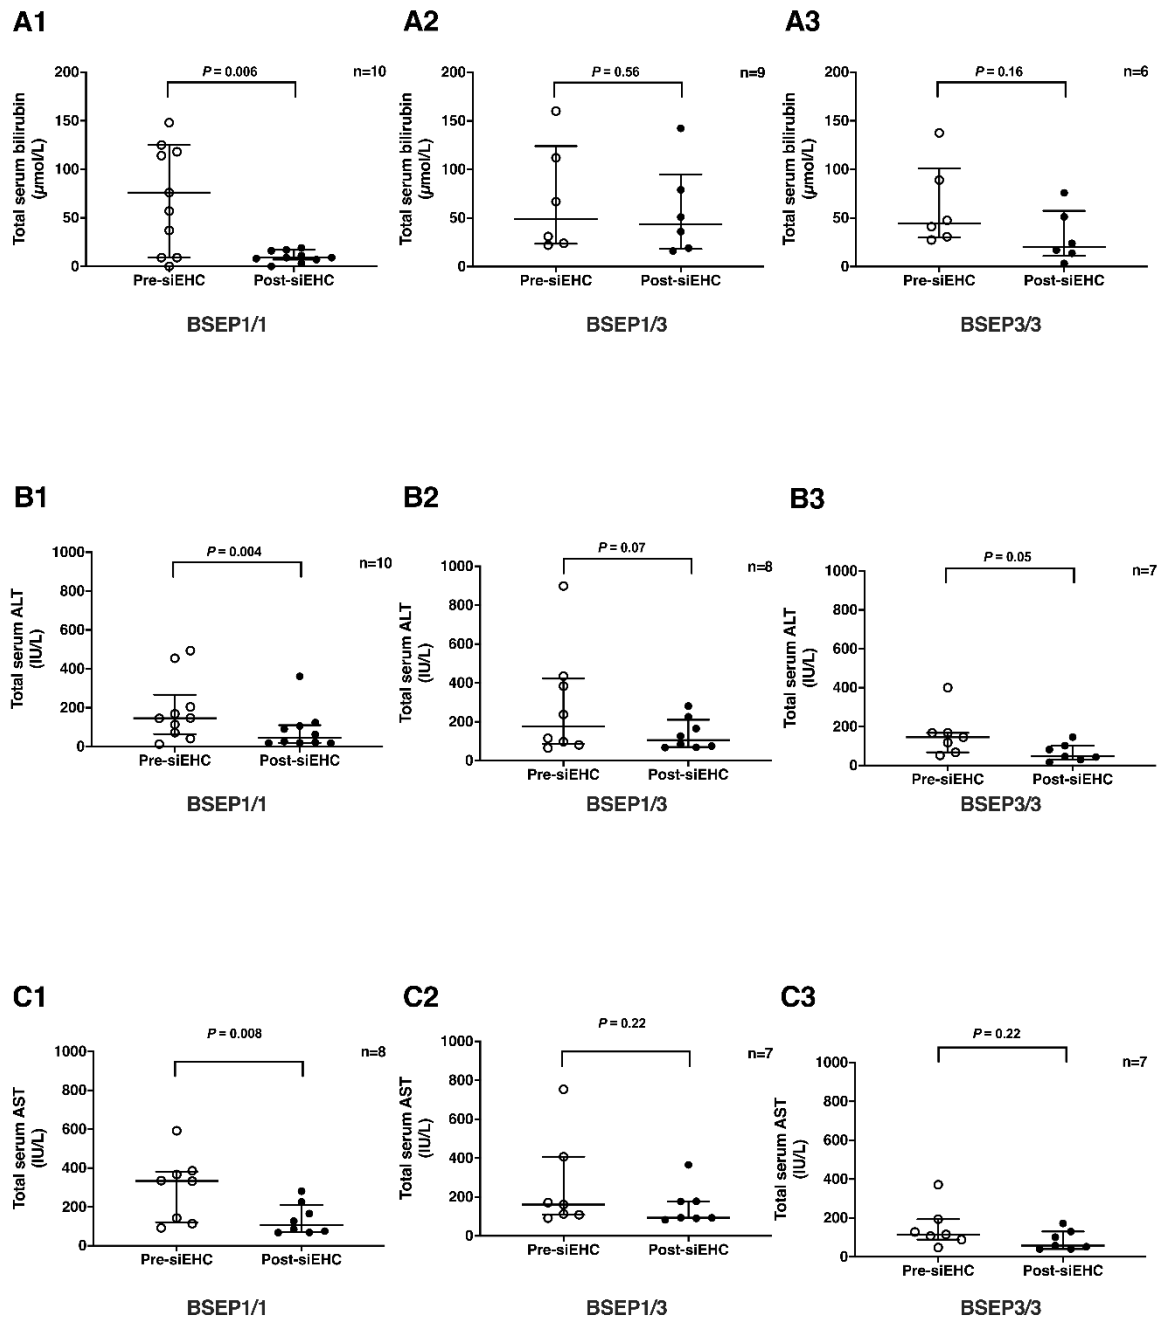 A1
A2
A3
P = 0.006
n=10
P = 0.56
n=9
P = 0.16
n=6
Total serum bilirubin
(µmol/L)
200
150
100
50
0
Pre-siEHC
Post-siEHC
BSEP1/1
Total serum bilirubin
(µmol/L)
200
150
100
50
0
Pre-siEHC
Post-siEHC
BSEP1/3
Total serum bilirubin
(µmol/L)
200
150
100
50
0
Pre-siEHC
Post-siEHC
BSEP3/3
B1
B2
B3
P = 0.004
n=10
P = 0.07
n=8
P = 0.05
n=7
Total serum ALT
(IU/L)
1000
800
600
400
200
0
Pre-siEHC
Post-siEHC
BSEP1/1
Total serum ALT
(IU/L)
1000
800
600
400
200
0
Pre-siEHC
Post-siEHC
BSEP1/3
Total serum ALT
(IU/L)
1000
800
600
400
200
0
Pre-siEHC
Post-siEHC
BSEP3/3
C1
C2
C3
P = 0.008
n=8
P = 0.22
n=7
P = 0.22
n=7
Total serum AST
(IU/L)
1000
800
600
400
200
0
Pre-siEHC
Post-siEHC
BSEP1/1
Total serum AST
(IU/L)
1000
800
600
400
200
0
Pre-siEHC
Post-siEHC
BSEP1/3
Total serum AST
(IU/L)
1000
800
600
400
200
0
Pre-siEHC
Post-siEHC
BSEP3/3